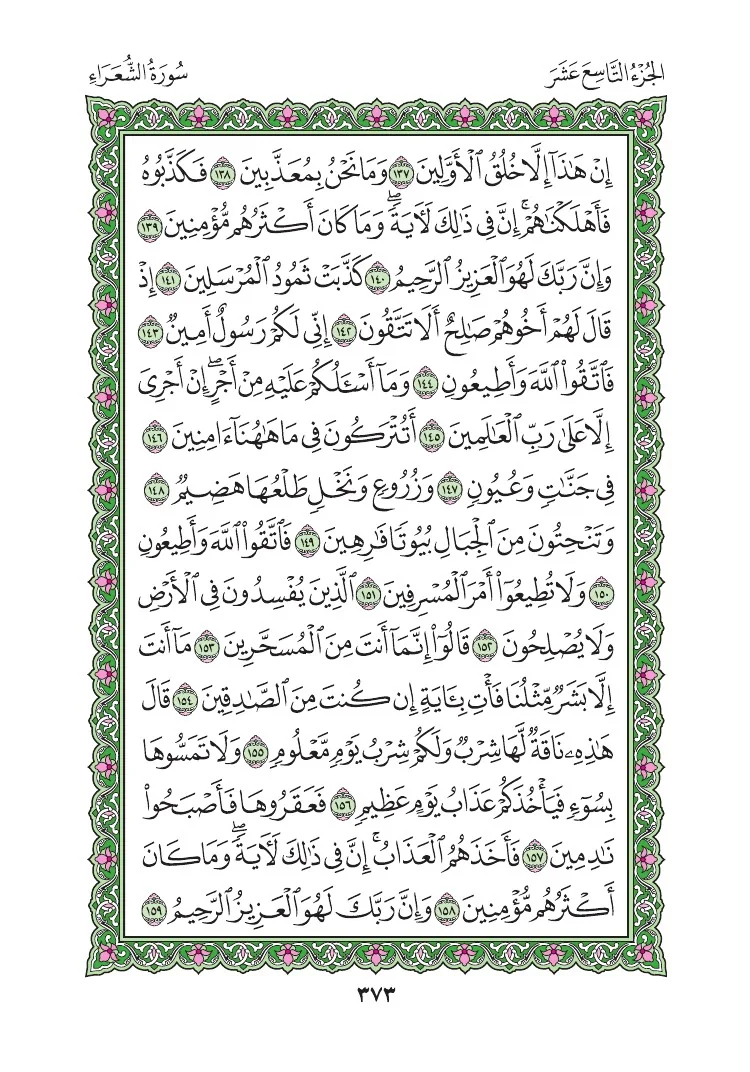 الجُزْءُ التَّاسِعَ عَشَرَ
سُورَةُ الشُّعَرَاءِ
إِنْ هَٰذَآ إِلَّا خُلُقُ ٱلْأَوَّلِينَ ١٣٧ وَمَا نَحْنُ بِمُعَذَّبِينَ ١٣٨ فَكَذَّبُوهُ
فَأَهْلَكْنَٰهُمْ ۚ إِنَّ فِى ذَٰلِكَ لَءَايَةً ۖ وَمَا كَانَ أَكْثَرُهُم مُّؤْمِنِينَ ١٣٩
وَإِنَّ رَبَّكَ لَهُوَ ٱلْعَزِيزُ ٱلرَّحِيمُ ١٤٠ كَذَّبَتْ ثَمُودُ ٱلْمُرْسَلِينَ ١٤١ إِذْ
قَالَ لَهُمْ أَخُوهُمْ صَٰلِحٌ أَلَا تَتَّقُونَ ١٤٢ إِنِّى لَكُمْ رَسُولٌ أَمِينٌ ١٤٣
فَٱتَّقُوا۟ ٱللَّهَ وَأَطِيعُونِ ١٤٤ وَمَآ أَسْـَٔلُكُمْ عَلَيْهِ مِنْ أَجْرٍ ۖ إِنْ أَجْرِىَ
إِلَّا عَلَىٰ رَبِّ ٱلْعَٰلَمِينَ ١٤٥ أَتُتْرَكُونَ فِى مَا هَٰهُنَآ ءَامِنِينَ ١٤٦
فِى جَنَّٰتٍ وَعُيُونٍ ١٤٧ وَزُرُوعٍ وَنَخْلٍ طَلْعُهَا هَضِيمٌ ١٤٨
وَتَنْحِتُونَ مِنَ ٱلْجِبَالِ بُيُوتًا فَٰرِهِينَ ١٤٩ فَٱتَّقُوا۟ ٱللَّهَ وَأَطِيعُونِ
١٥٠ وَلَا تُطِيعُوٓا۟ أَمْرَ ٱلْمُسْرِفِينَ ١٥١ ٱلَّذِينَ يُفْسِدُونَ فِى ٱلْأَرْضِ
وَلَا يُصْلِحُونَ ١٥٢ قَالُوٓا۟ إِنَّمَآ أَنتَ مِنَ ٱلْمُسَحَّرِينَ ١٥٣ مَآ أَنتَ
إِلَّا بَشَرٌ مِّثْلُنَا فَأْتِ بِـَٔايَةٍ إِن كُنتَ مِنَ ٱلصَّٰدِقِينَ ١٥٤ قَالَ
هَٰذِهِۦ نَاقَةٌ لَّهَا شِرْبٌ وَلَكُمْ شِرْبُ يَوْمٍ مَّعْلُومٍ ١٥٥ وَلَا تَمَسُّوهَا
بِسُوٓءٍ فَيَأْخُذَكُمْ عَذَابُ يَوْمٍ عَظِيمٍ ١٥٦ فَعَقَرُوهَا فَأَصْبَحُوا۟
نَٰدِمِينَ ١٥٧ فَأَخَذَهُمُ ٱلْعَذَابُ ۚ إِنَّ فِى ذَٰلِكَ لَءَايَةً ۖ وَمَا كَانَ
أَكْثَرُهُم مُّؤْمِنِينَ ١٥٨ وَإِنَّ رَبَّكَ لَهُوَ ٱلْعَزِيزُ ٱلرَّحِيمُ ١٥٩
٣٧٣